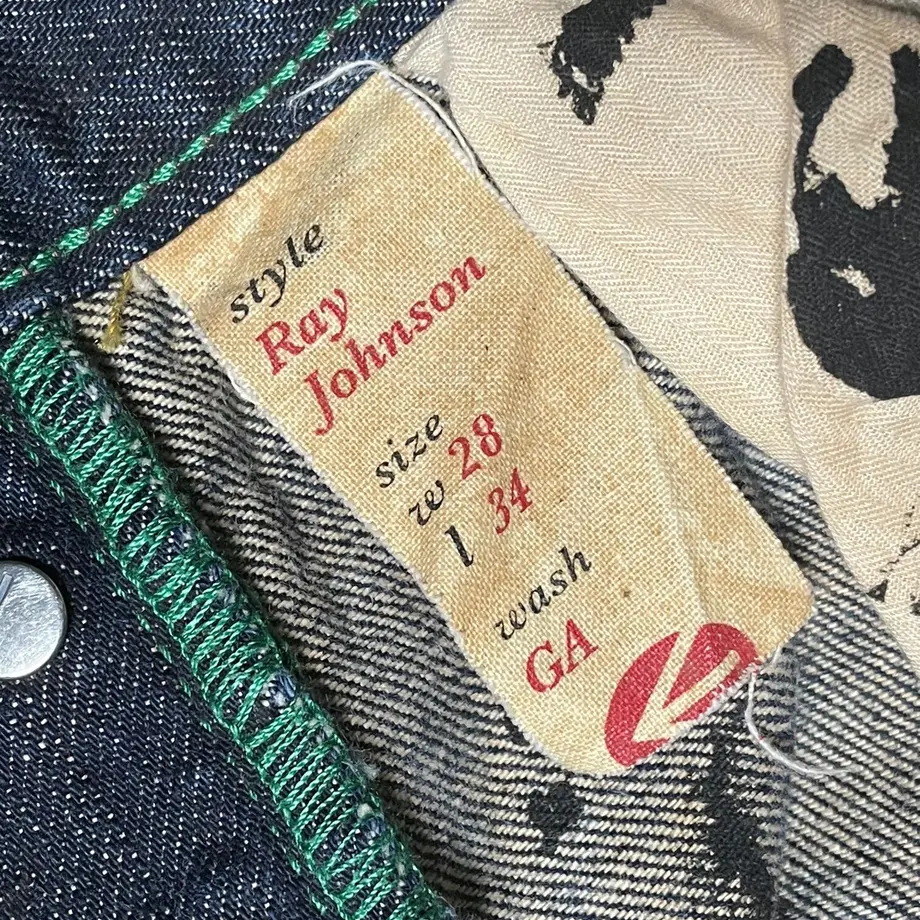 style
Ray
Johnson
size
w 28
l 34
wash
GA